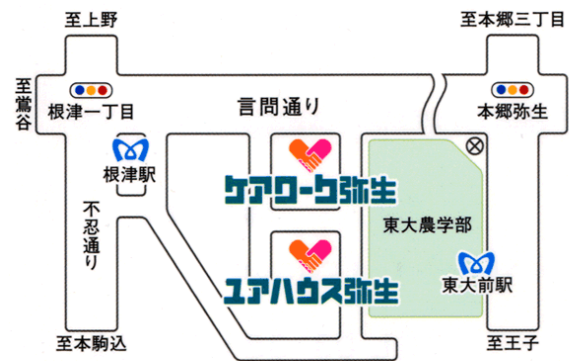 至上野
至本郷三丁目
至鶯谷
根津一丁目
言問通り
本郷弥生
根津駅
ケアワーク弥生
不忍通り
東大農学部
ユアハウス弥生
東大前駅
至本駒込
至王子